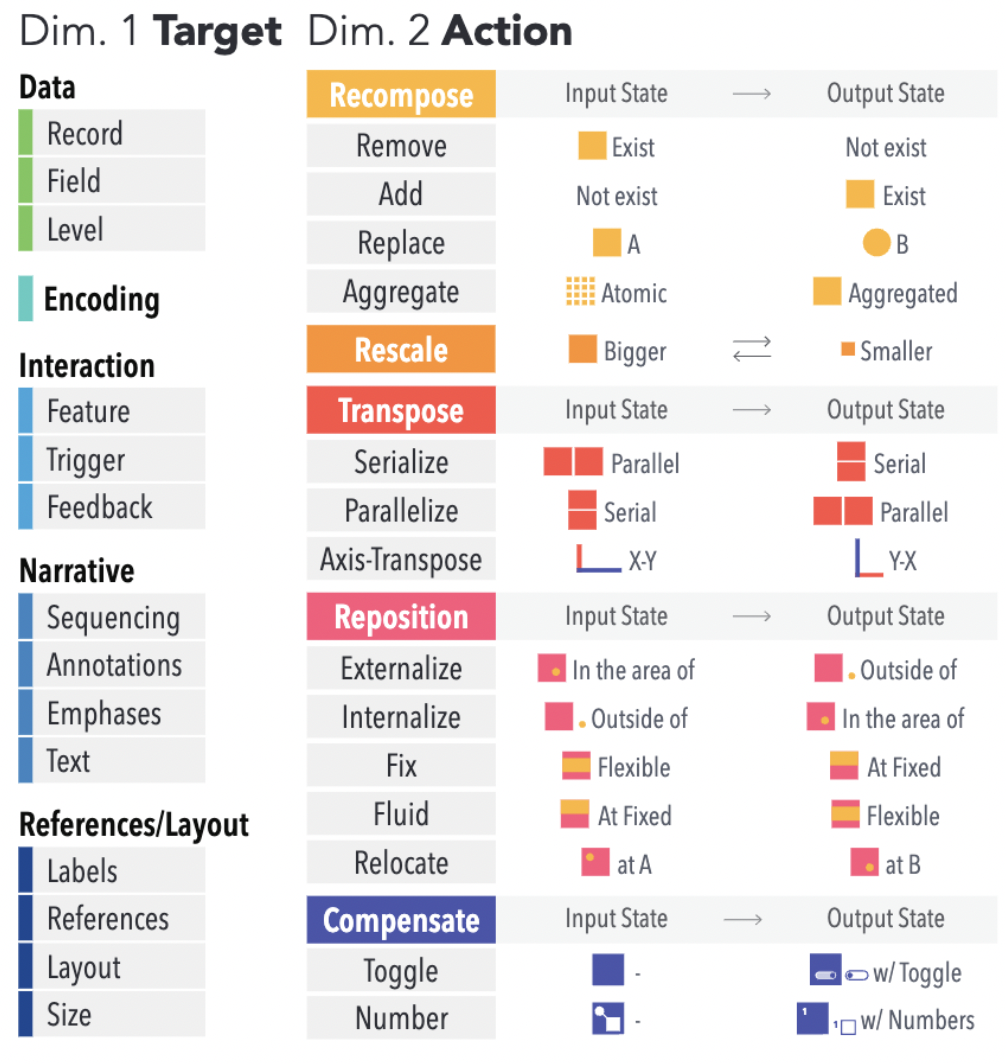 Dim. 1 Target
Data
Record
Field
Level
Encoding
Interaction
Feature
Trigger
Feedback
Narrative
Sequencing
Annotations
Emphases
Text
References/Layout
Labels
References
Layout
Size
Dim. 2 Action
Recompose Input State → Output State
Remove Exist Not exist
Add Not exist Exist
Replace A B
Aggregate Atomic Aggregated
Rescale Bigger ⇄ Smaller
Transpose Input State → Output State
Serialize Parallel Serial
Parallelize Serial Parallel
Axis-Transpose X-Y Y-X
Reposition Input State → Output State
Externalize In the area of Outside of
Internalize Outside of In the area of
Fix Flexible At Fixed
Fluid At Fixed Flexible
Relocate at A at B
Compensate Input State → Output State
Toggle - w/ Toggle
Number - 1 1 w/ Numbers